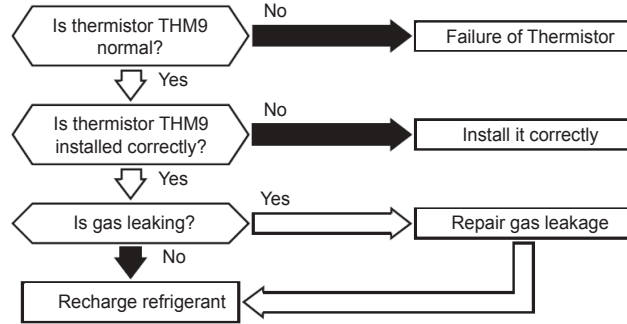 Is thermistor THM9
normal?
No
Failure of Thermistor
Yes
Is thermistor THM9
installed correctly?
No
Install it correctly
Yes
Is gas leaking?
Yes
Repair gas leakage
No
Recharge refrigerant